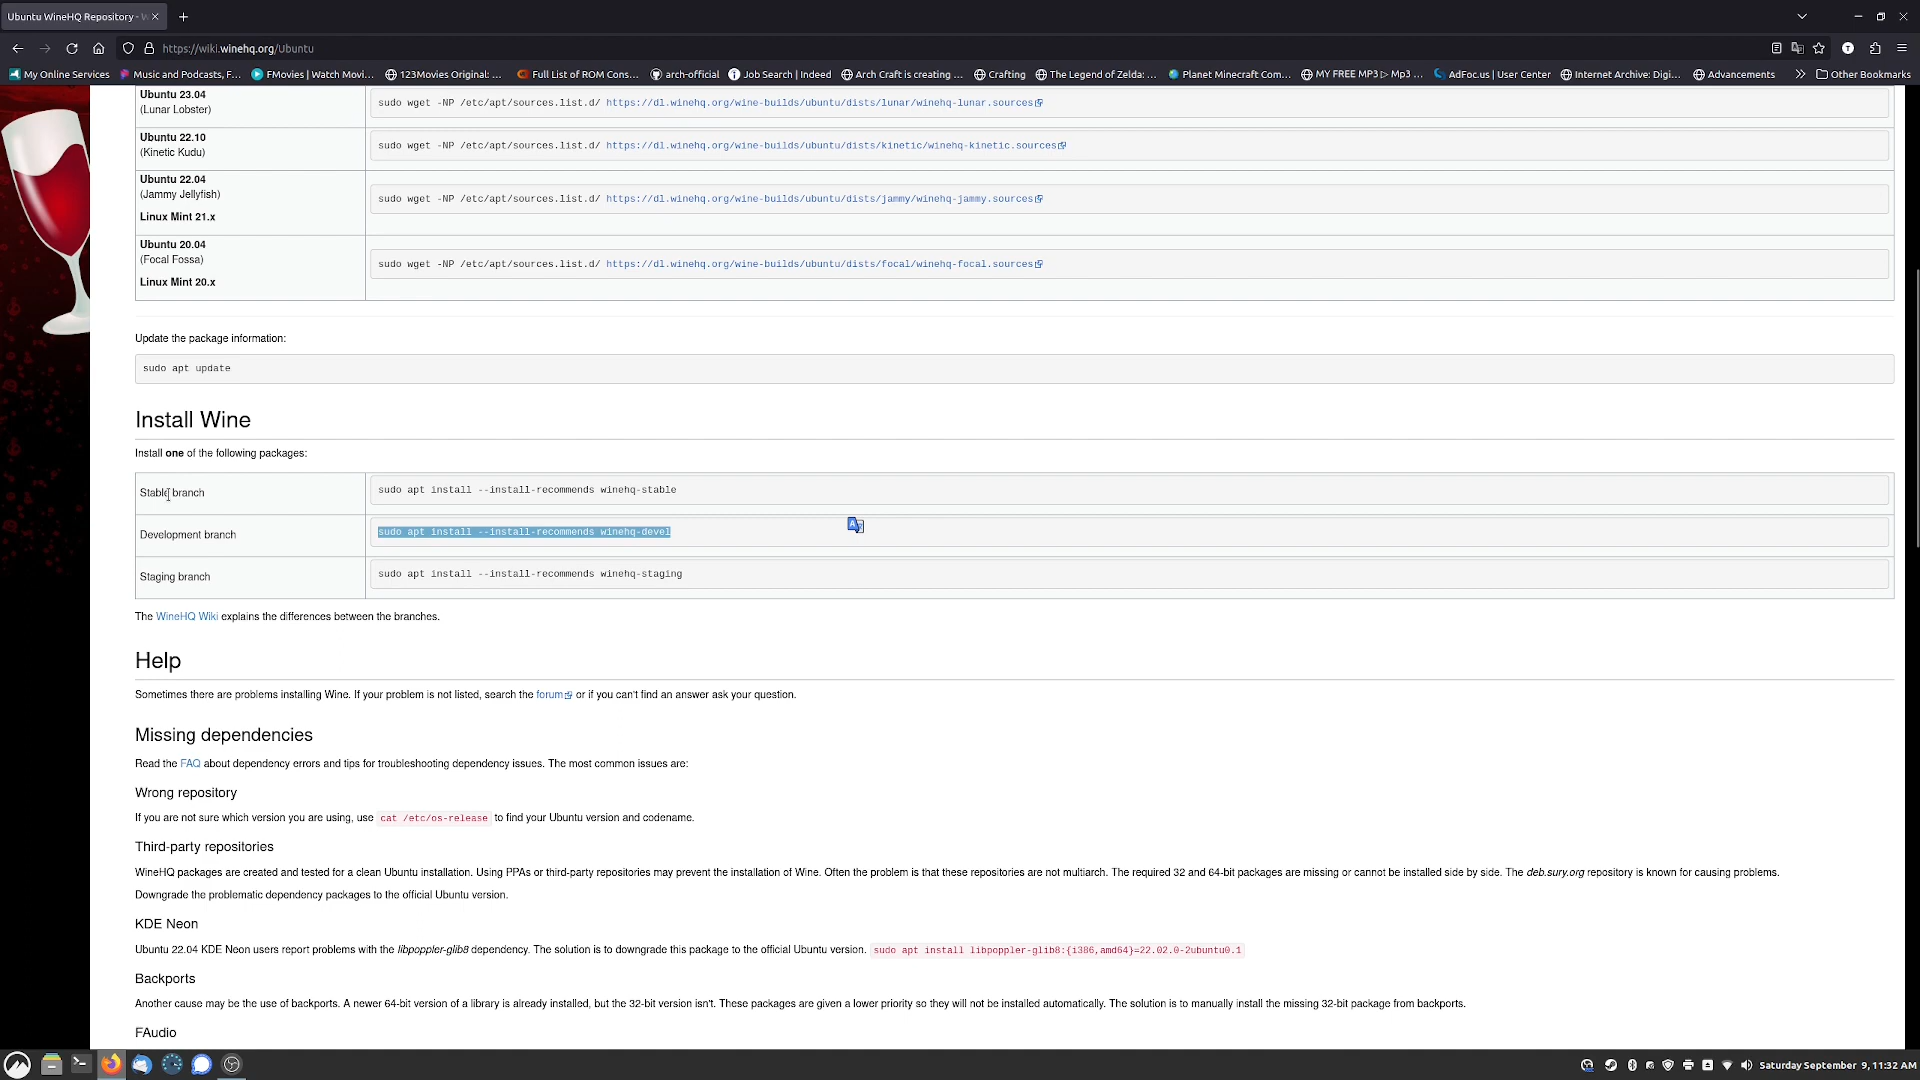 Ubuntu WineHQ Repository - W
https://wiki.winehq.org/Ubuntu
My Online Services
Music and Podcasts, F...
FMovies | Watch Movi...
123Movies Original: ...
Full List of ROM Cons...
arch-official
Job Search | Indeed
Arch Craft is creating ...
Crafting
The Legend of Zelda: ...
Planet Minecraft Com...
MY FREE MP3 ▷ Mp3 ...
AdFoc.us | User Center
Internet Archive: Digi...
Advancements
Other Bookmarks
Ubuntu 23.04
(Lunar Lobster)
sudo wget -NP /etc/apt/sources.list.d/ https://dl.winehq.org/wine-builds/ubuntu/dists/lunar/winehq-lunar.sources
Ubuntu 22.10
(Kinetic Kudu)
sudo wget -NP /etc/apt/sources.list.d/ https://dl.winehq.org/wine-builds/ubuntu/dists/kinetic/winehq-kinetic.sources
Ubuntu 22.04
(Jammy Jellyfish)
Linux Mint 21.x
sudo wget -NP /etc/apt/sources.list.d/ https://dl.winehq.org/wine-builds/ubuntu/dists/jammy/winehq-jammy.sources
Ubuntu 20.04
(Focal Fossa)
Linux Mint 20.x
sudo wget -NP /etc/apt/sources.list.d/ https://dl.winehq.org/wine-builds/ubuntu/dists/focal/winehq-focal.sources
Update the package information:
sudo apt update
Install Wine
Install one of the following packages:
Stable branch
sudo apt install --install-recommends winehq-stable
Development branch
sudo apt install --install-recommends winehq-devel
Staging branch
sudo apt install --install-recommends winehq-staging
The WineHQ Wiki explains the differences between the branches.
Help
Sometimes there are problems installing Wine. If your problem is not listed, search the forum or if you can't find an answer ask your question.
Missing dependencies
Read the FAQ about dependency errors and tips for troubleshooting dependency issues. The most common issues are:
Wrong repository
If you are not sure which version you are using, use cat /etc/os-release to find your Ubuntu version and codename.
Third-party repositories
WineHQ packages are created and tested for a clean Ubuntu installation. Using PPAs or third-party repositories may prevent the installation of Wine. Often the problem is that these repositories are not multiarch. The required 32 and 64-bit packages are missing or cannot be installed side by side. The deb.sury.org repository is known for causing problems.
Downgrade the problematic dependency packages to the official Ubuntu version.
KDE Neon
Ubuntu 22.04 KDE Neon users report problems with the libpoppler-glib8 dependency. The solution is to downgrade this package to the official Ubuntu version. sudo apt install libpoppler-glib8:{i386,amd64}=22.02.0-2ubuntu0.1
Backports
Another cause may be the use of backports. A newer 64-bit version of a library is already installed, but the 32-bit version isn't. These packages are given a lower priority so they will not be installed automatically. The solution is to manually install the missing 32-bit package from backports.
FAudio
Saturday September 9, 11:32 AM